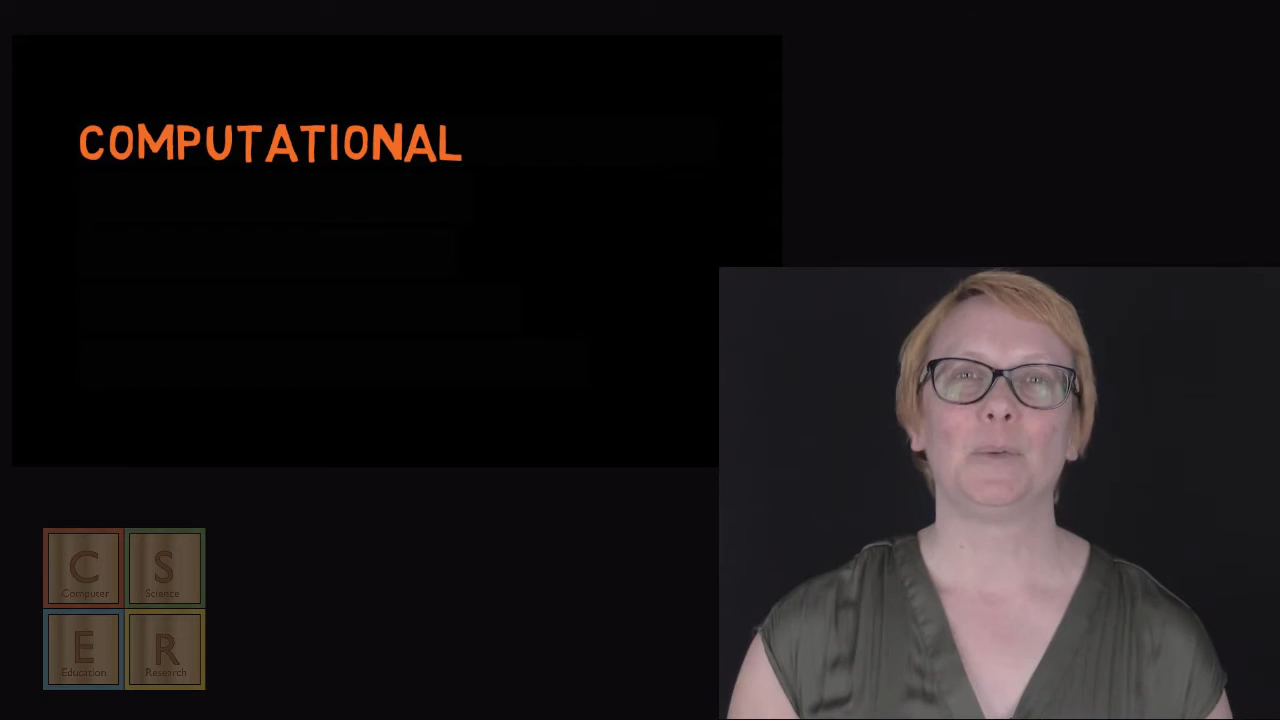 COMPUTATIONAL
C S
Computer Science
E R
Education Research